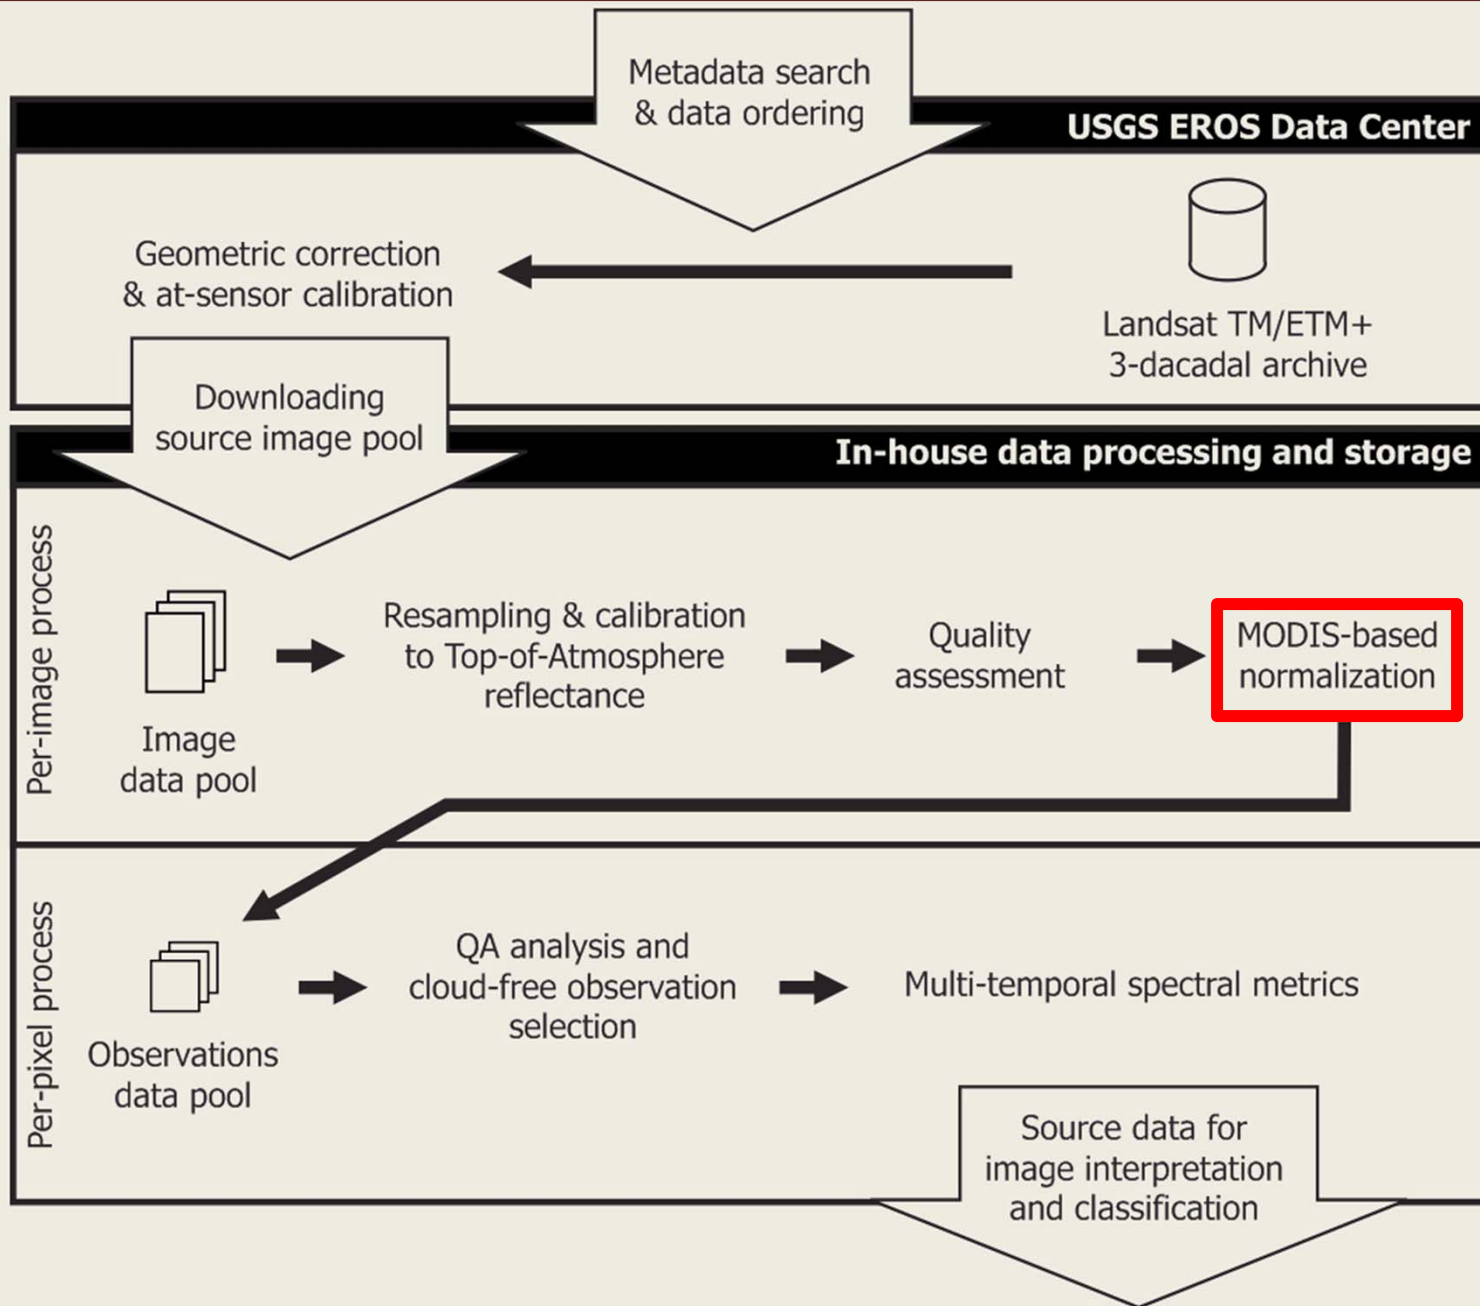 Metadata search
& data ordering
USGS EROS Data Center
Geometric correction
& at-sensor calibration
Landsat TM/ETM+
3-dacadal archive
Downloading
source image pool
In-house data processing and storage
Per-image process
Image
data pool
Resampling & calibration
to Top-of-Atmosphere
reflectance
Quality
assessment
MODIS-based
normalization
Per-pixel process
Observations
data pool
QA analysis and
cloud-free observation
selection
Multi-temporal spectral metrics
Source data for
image interpretation
and classification